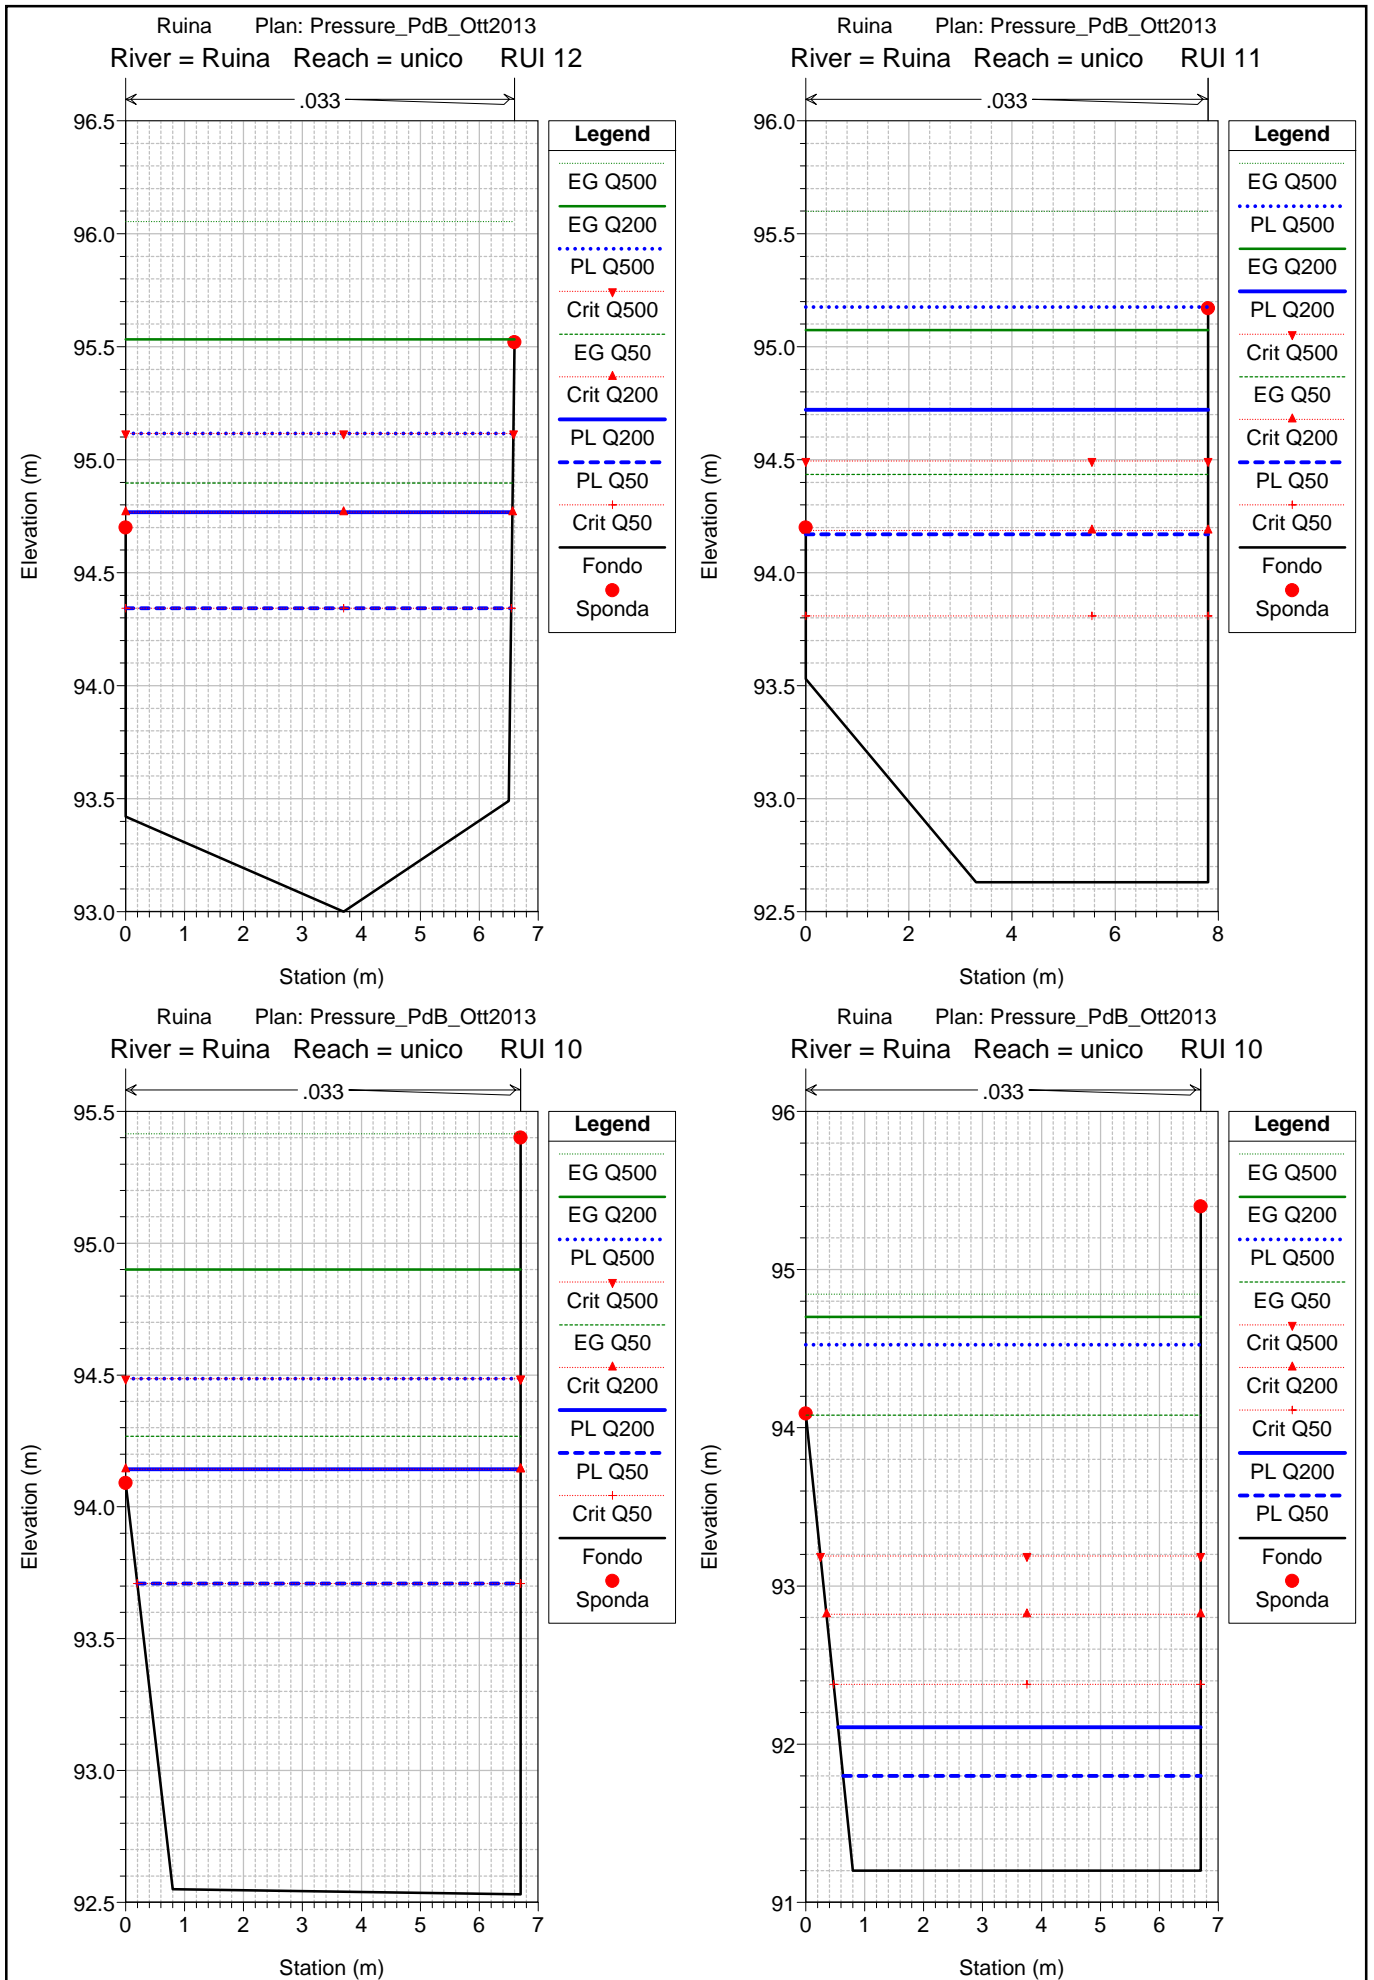 Ruina Plan: Pressure_PdB_Ott2013
River = Ruina Reach = unico RUI 12
.033
Legend
EG Q500
EG Q200
PL Q500
Crit Q500
EG Q50
Crit Q200
PL Q200
PL Q50
Crit Q50
Fondo
Sponda
96.5
96.0
95.5
95.0
94.5
94.0
93.5
93.0
Elevation (m)
0 1 2 3 4 5 6 7
Station (m)
Ruina Plan: Pressure_PdB_Ott2013
River = Ruina Reach = unico RUI 11
.033
Legend
EG Q500
PL Q500
EG Q200
PL Q200
Crit Q500
EG Q50
Crit Q200
PL Q50
Crit Q50
Fondo
Sponda
96.0
95.5
95.0
94.5
94.0
93.5
93.0
92.5
Elevation (m)
0 2 4 6 8
Station (m)
Ruina Plan: Pressure_PdB_Ott2013
River = Ruina Reach = unico RUI 10
.033
Legend
EG Q500
EG Q200
PL Q500
Crit Q500
EG Q50
Crit Q200
PL Q200
PL Q50
Crit Q50
Fondo
Sponda
95.5
95.0
94.5
94.0
93.5
93.0
92.5
Elevation (m)
0 1 2 3 4 5 6 7
Station (m)
Ruina Plan: Pressure_PdB_Ott2013
River = Ruina Reach = unico RUI 10
.033
Legend
EG Q500
EG Q200
PL Q500
EG Q50
Crit Q500
Crit Q200
Crit Q50
PL Q200
PL Q50
Fondo
Sponda
96
95
94
93
92
91
Elevation (m)
0 1 2 3 4 5 6 7
Station (m)